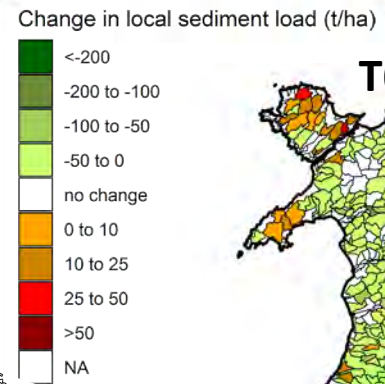 Change in local sediment load (t/ha)
<-200
-200 to -100
-100 to -50
-50 to 0
no change
0 to 10
10 to 25
25 to 50
>50
NA